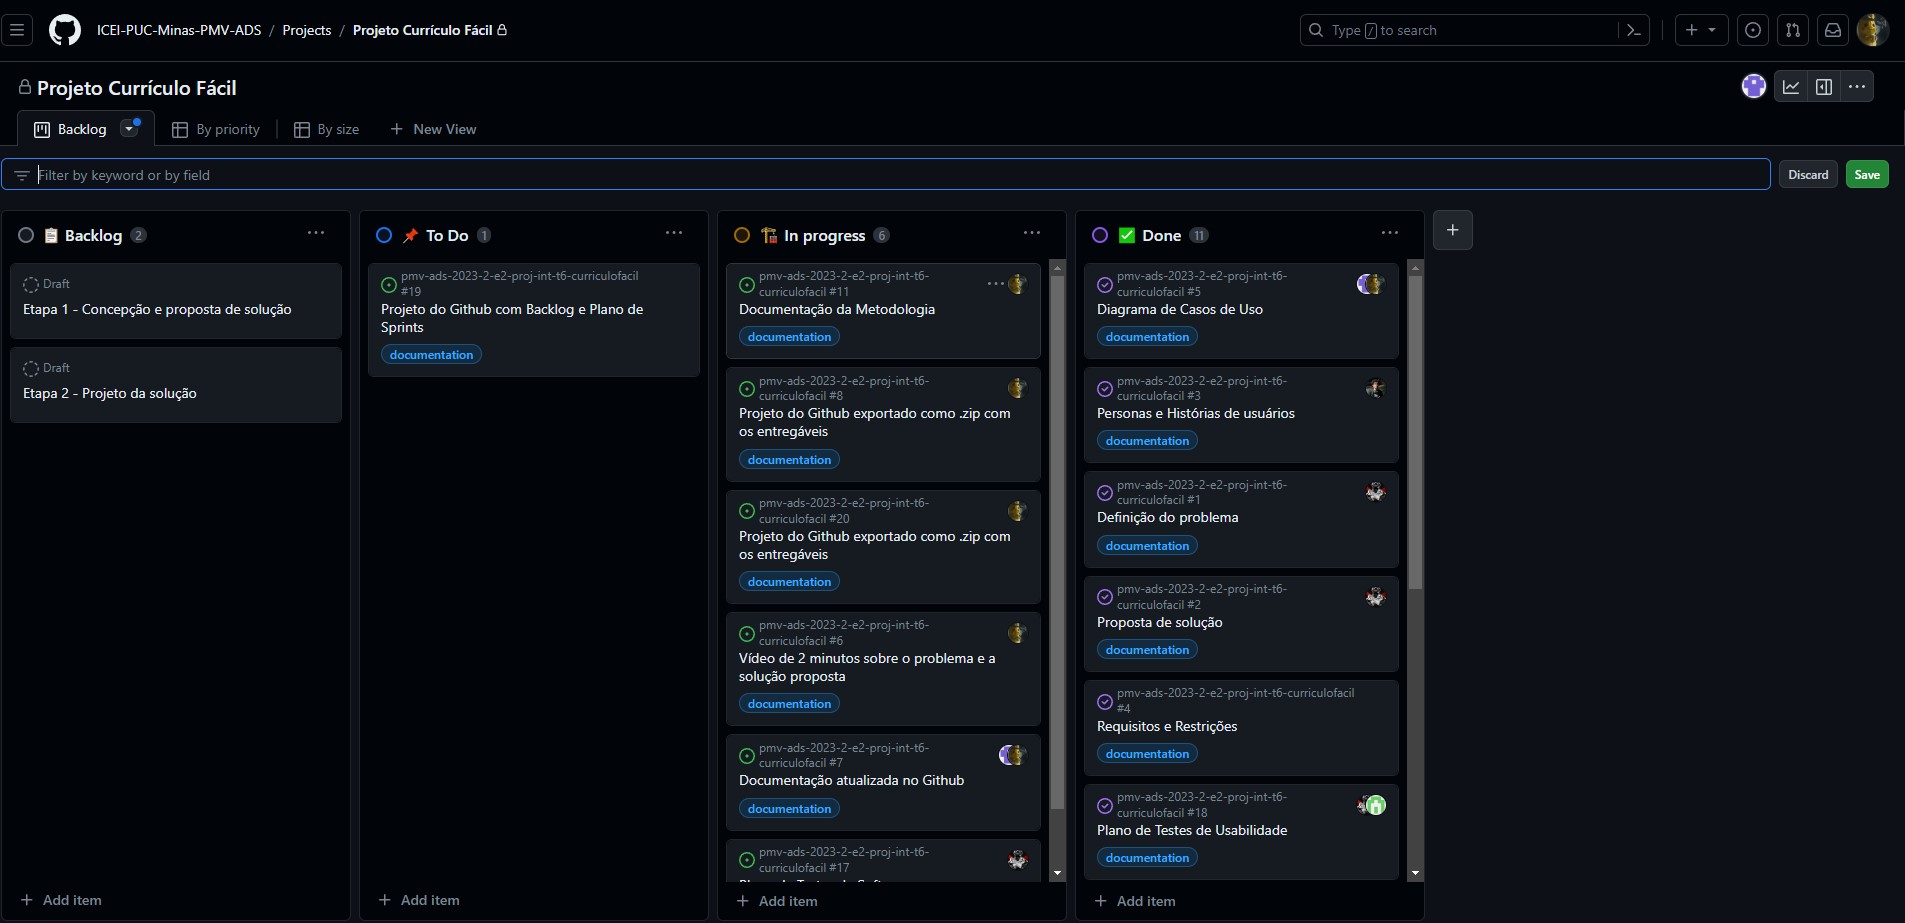 ICEI-PUC-Minas-PMV-ADS / Projects / Projeto Currículo Fácil
Type / to search
Projeto Currículo Fácil
Backlog
By priority
By size
New View
Filter by keyword or by field
Discard
Save
Backlog 2
Draft
Etapa 1 - Concepção e proposta de solução
Draft
Etapa 2 - Projeto da solução
Add item
To Do 1
pmv-ads-2023-2-e2-proj-int-t6-curriculofacil
#19
Projeto do Github com Backlog e Plano de
Sprints
documentation
Add item
In progress 6
pmv-ads-2023-2-e2-proj-int-t6-
curriculofacil #11
Documentação da Metodologia
documentation
pmv-ads-2023-2-e2-proj-int-t6-
curriculofacil #8
Projeto do Github exportado como .zip com
os entregáveis
documentation
pmv-ads-2023-2-e2-proj-int-t6-
curriculofacil #20
Projeto do Github exportado como .zip com
os entregáveis
documentation
pmv-ads-2023-2-e2-proj-int-t6-
curriculofacil #6
Vídeo de 2 minutos sobre o problema e a
solução proposta
documentation
pmv-ads-2023-2-e2-proj-int-t6-
curriculofacil #7
Documentação atualizada no Github
documentation
pmv-ads-2023-2-e2-proj-int-t6-
curriculofacil #17
Add item
Done 11
pmv-ads-2023-2-e2-proj-int-t6-
curriculofacil #5
Diagrama de Casos de Uso
documentation
pmv-ads-2023-2-e2-proj-int-t6-
curriculofacil #3
Personas e Histórias de usuários
documentation
pmv-ads-2023-2-e2-proj-int-t6-
curriculofacil #1
Definição do problema
documentation
pmv-ads-2023-2-e2-proj-int-t6-
curriculofacil #2
Proposta de solução
documentation
pmv-ads-2023-2-e2-proj-int-t6-curriculofacil
#4
Requisitos e Restrições
documentation
pmv-ads-2023-2-e2-proj-int-t6-
curriculofacil #18
Plano de Testes de Usabilidade
documentation
Add item